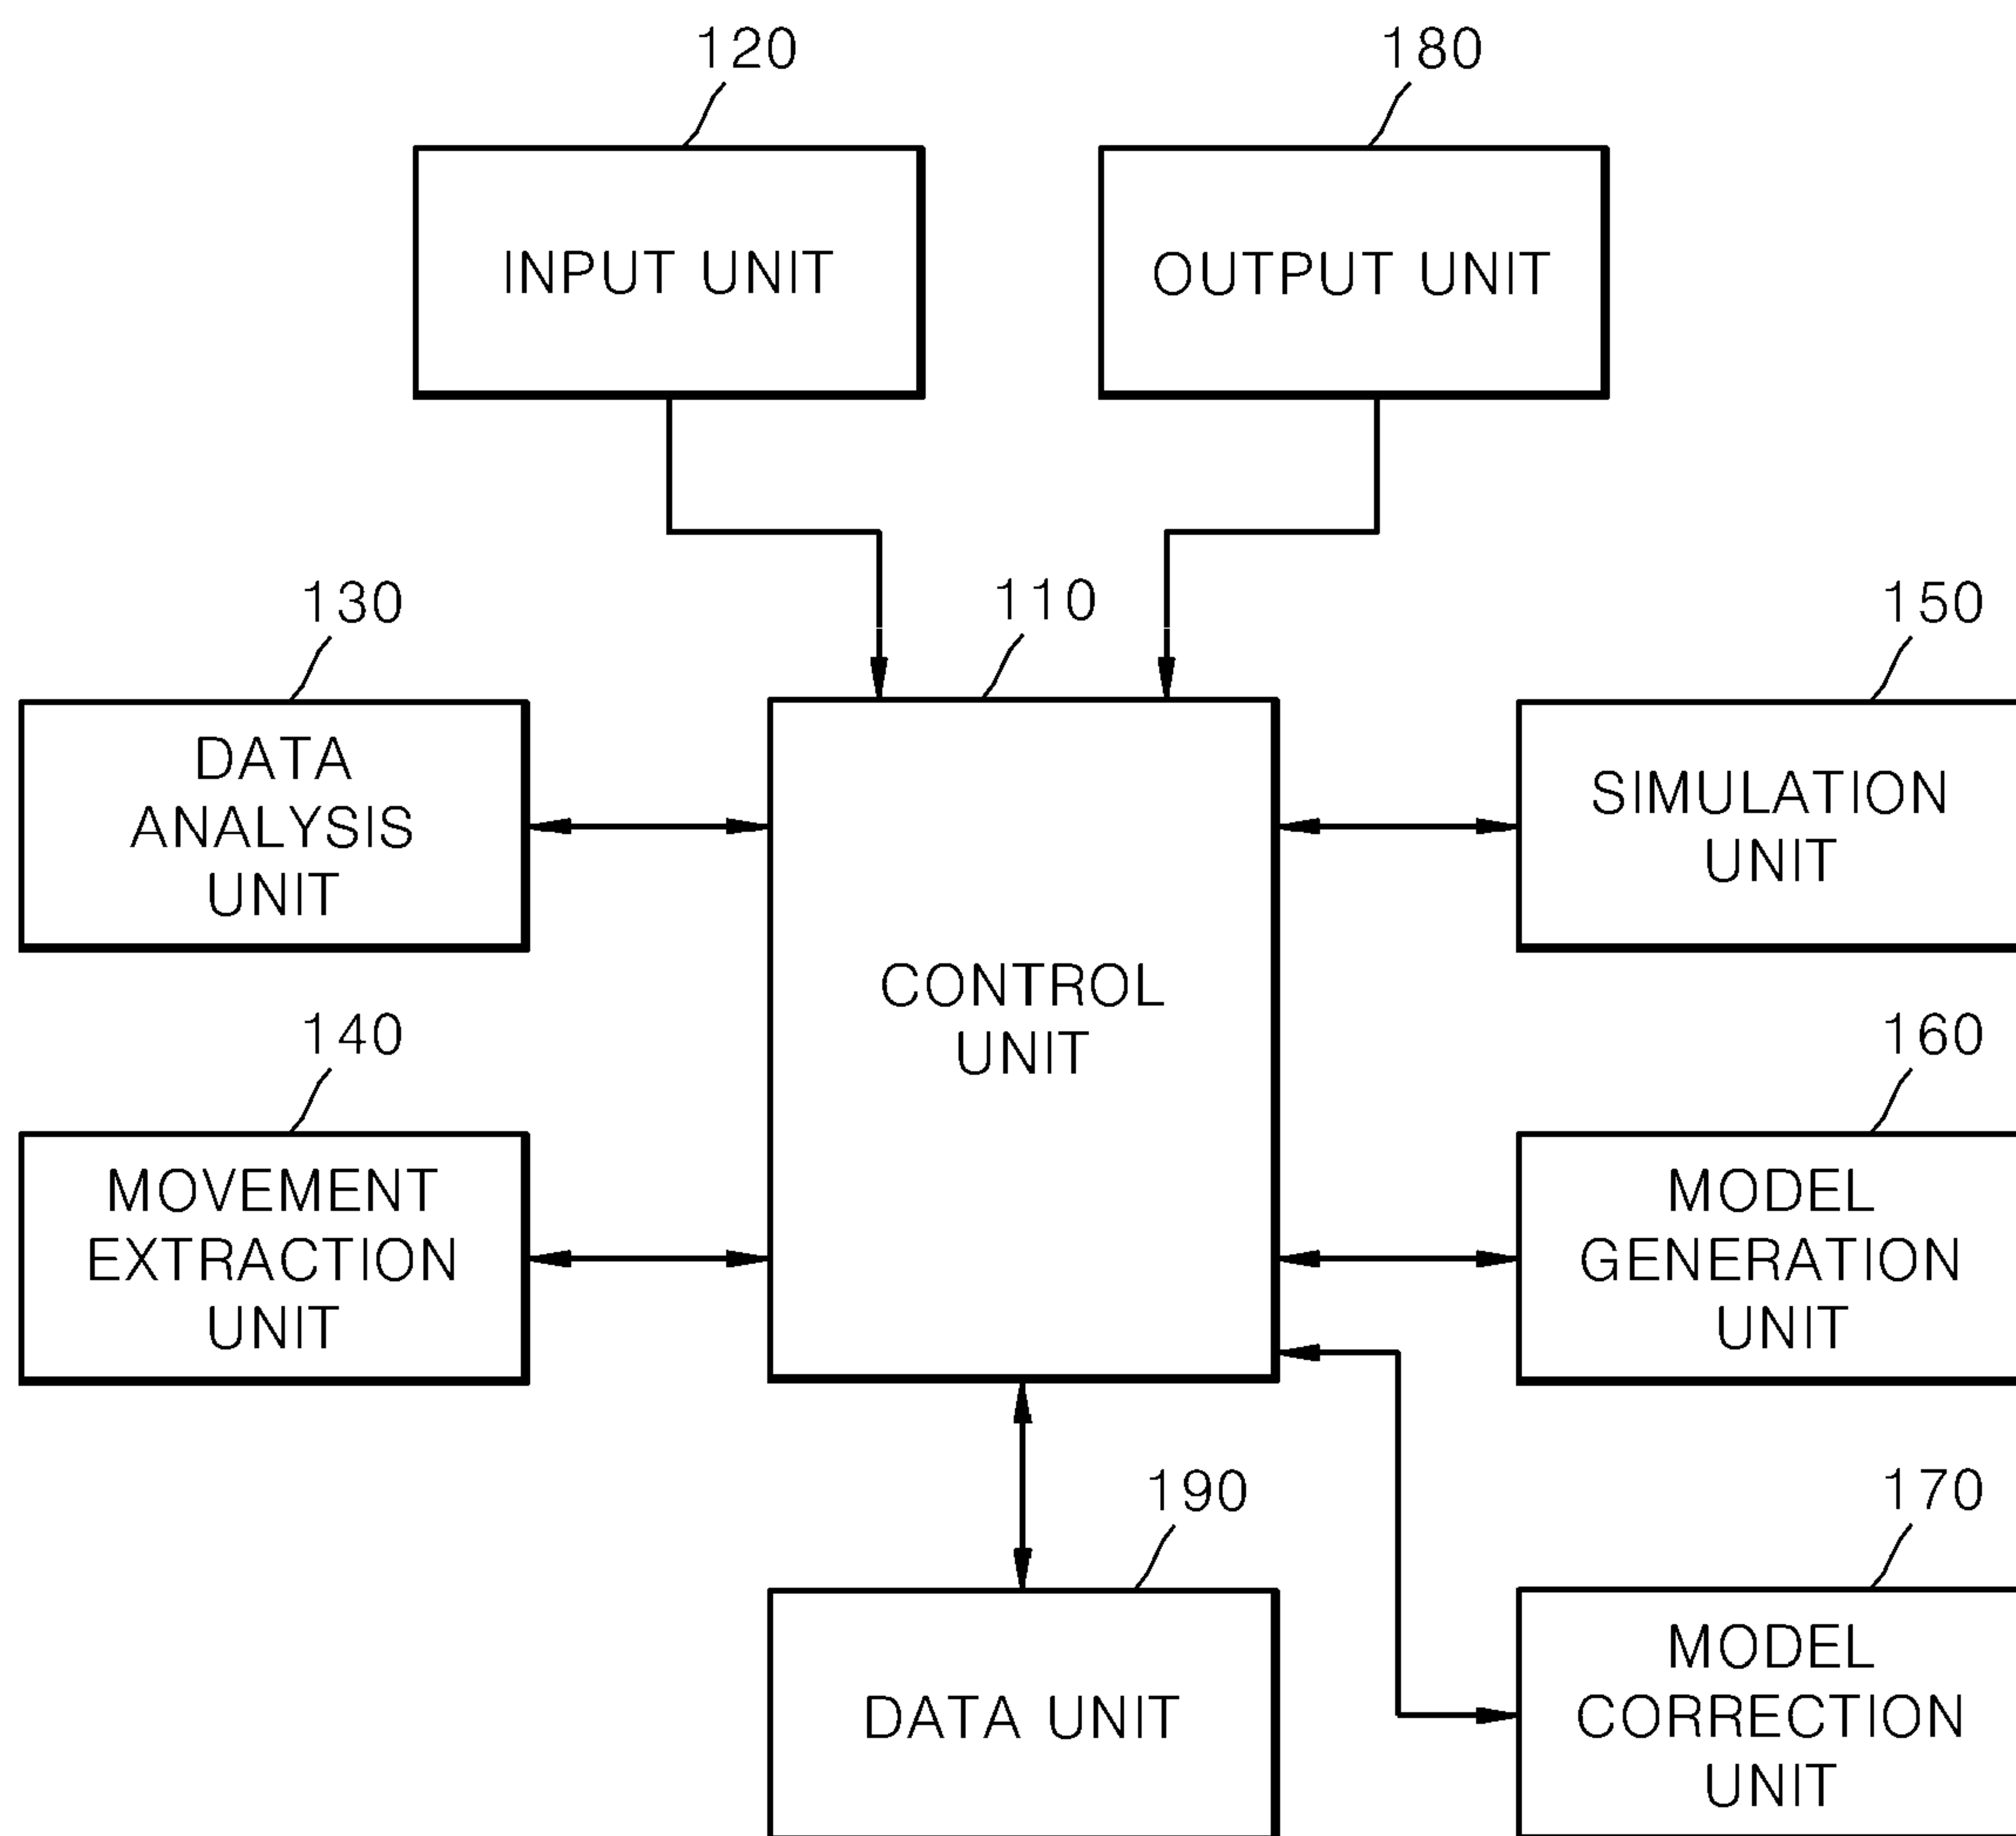 120
180
INPUT UNIT
OUTPUT UNIT
130
110
150
DATA
ANALYSIS
UNIT
CONTROL
UNIT
SIMULATION
UNIT
140
160
MOVEMENT
EXTRACTION
UNIT
MODEL
GENERATION
UNIT
190
170
DATA UNIT
MODEL
CORRECTION
UNIT